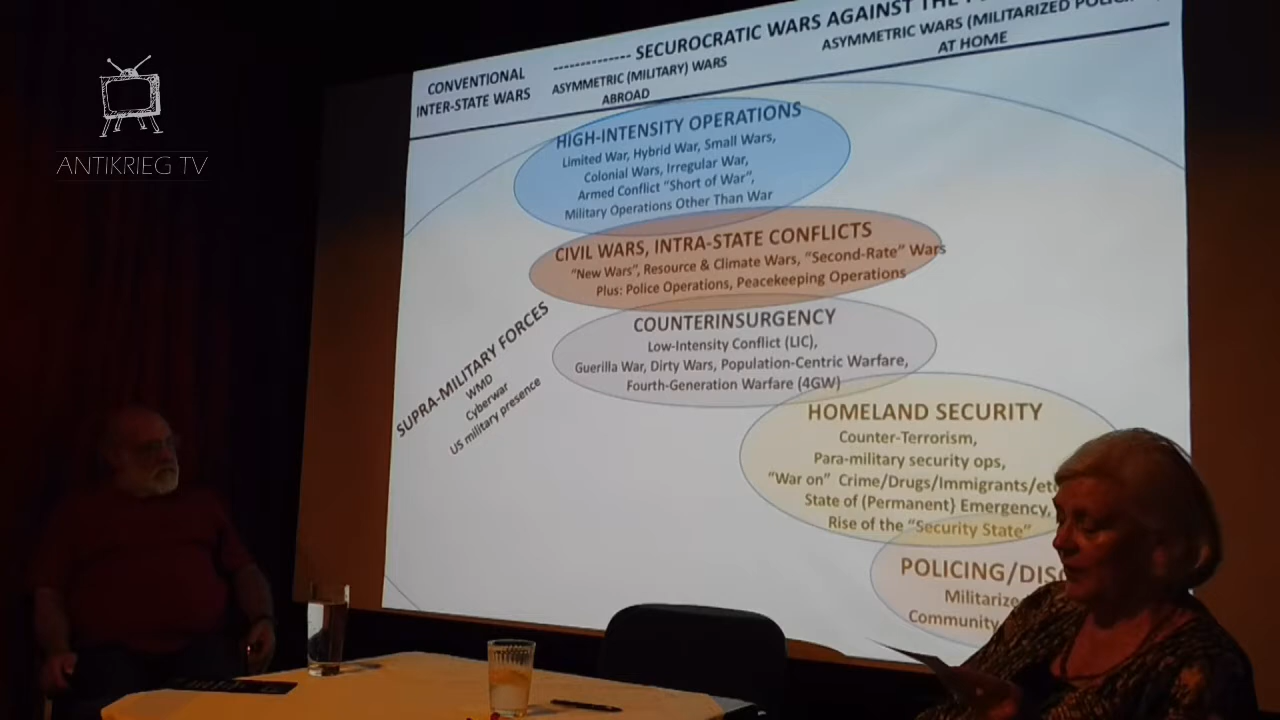 ANTIKRIEG TV
SECUROCRATIC WARS AGAINST THE
CONVENTIONAL
INTER-STATE WARS
ASYMMETRIC (MILITARY) WARS
ABROAD
ASYMMETRIC WARS (MILITARIZED
AT HOME
HIGH-INTENSITY OPERATIONS
Limited War, Hybrid War, Small Wars,
Colonial Wars, Irregular War,
Armed Conflict “Short of War”,
Military Operations Other Than War
CIVIL WARS, INTRA-STATE CONFLICTS
“New Wars”, Resource & Climate Wars, “Second-Rate” Wars
Plus: Police Operations, Peacekeeping Operations
SUPRA-MILITARY FORCES
WMD
Cyberwar
US military presence
COUNTERINSURGENCY
Low-Intensity Conflict (LIC),
Guerilla War, Dirty Wars, Population-Centric Warfare,
Fourth-Generation Warfare (4GW)
HOMELAND SECURITY
Counter-Terrorism,
Para-military security ops,
“War on” Crime/Drugs/Immigrants/etc
State of (Permanent) Emergency,
Rise of the “Security State”
POLICING/DISC
Militarize
Community